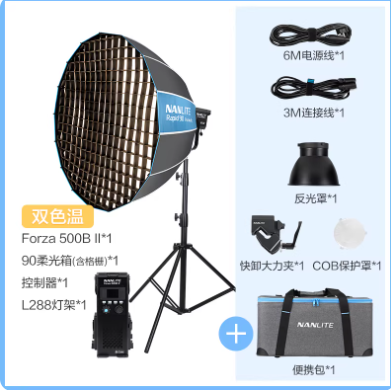 NANLITE
双色温
Forza 500B II*1
90柔光箱(含格栅)*1
控制器*1
L288灯架*1
NANLITE
6M电源线*1
3M连接线*1
反光罩*1
快卸大力夹*1
COB保护罩*1
NANLITE
便携包*1